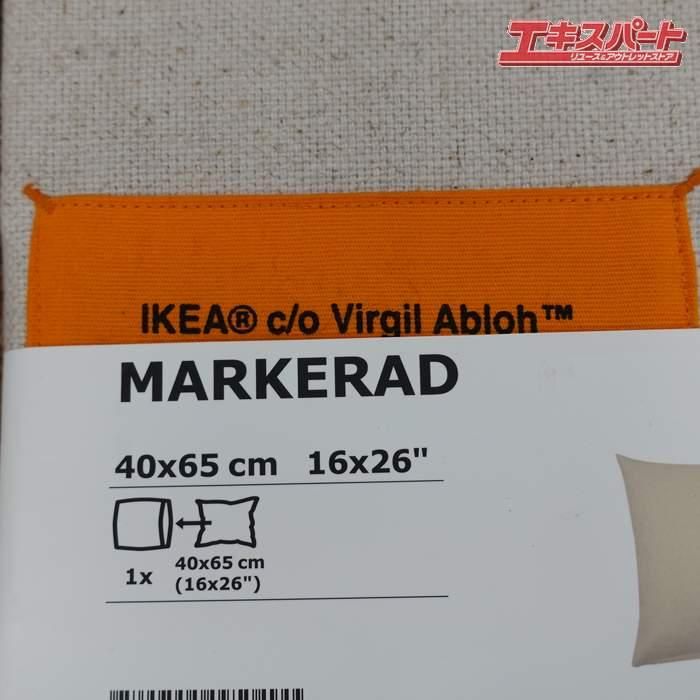 エキスパート
リユース&アウトレットストア
IKEA® c/o Virgil Abloh™
MARKERAD
40x65 cm 16x26"
1x
40x65 cm
(16x26")